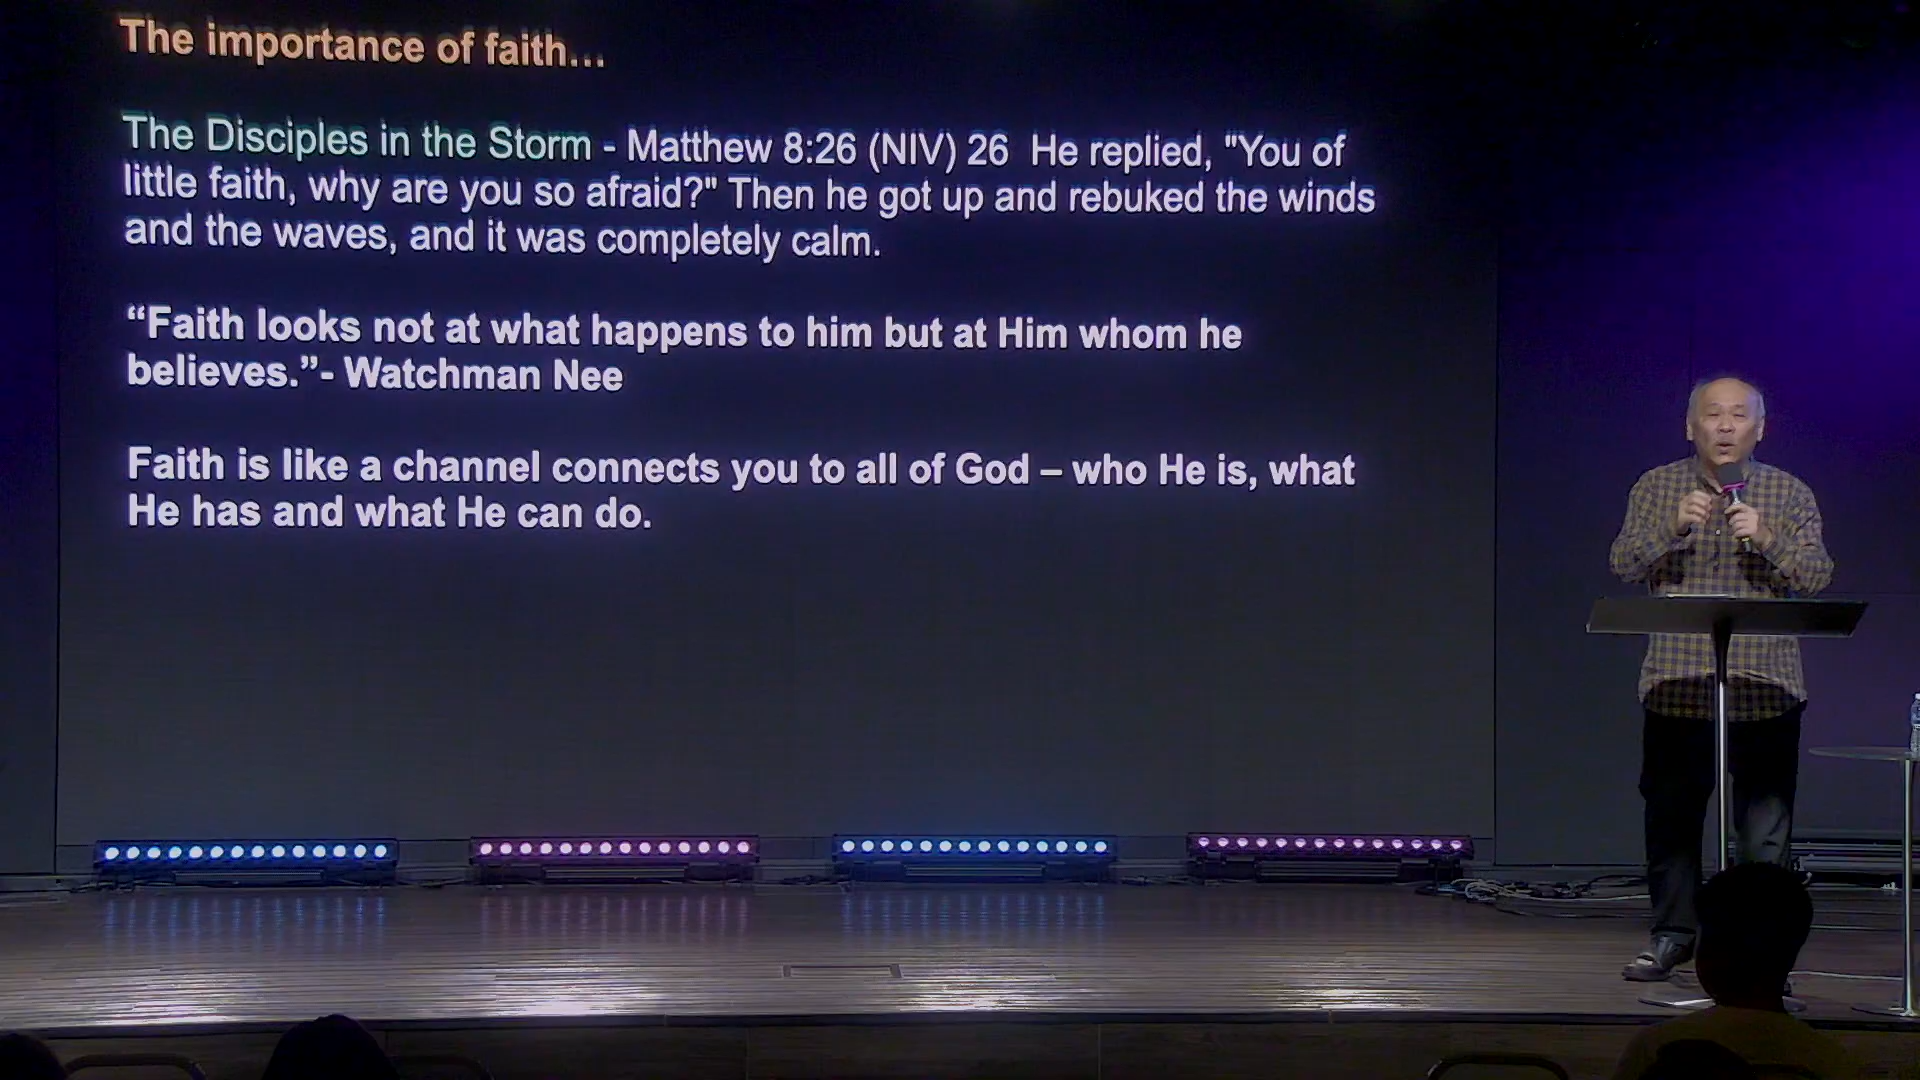 The importance of faith...
The Disciples in the Storm - Matthew 8:26 (NIV) 26  He replied, "You of
little faith, why are you so afraid?" Then he got up and rebuked the winds
and the waves, and it was completely calm.
“Faith looks not at what happens to him but at Him whom he
believes.”- Watchman Nee
Faith is like a channel connects you to all of God – who He is, what
He has and what He can do.